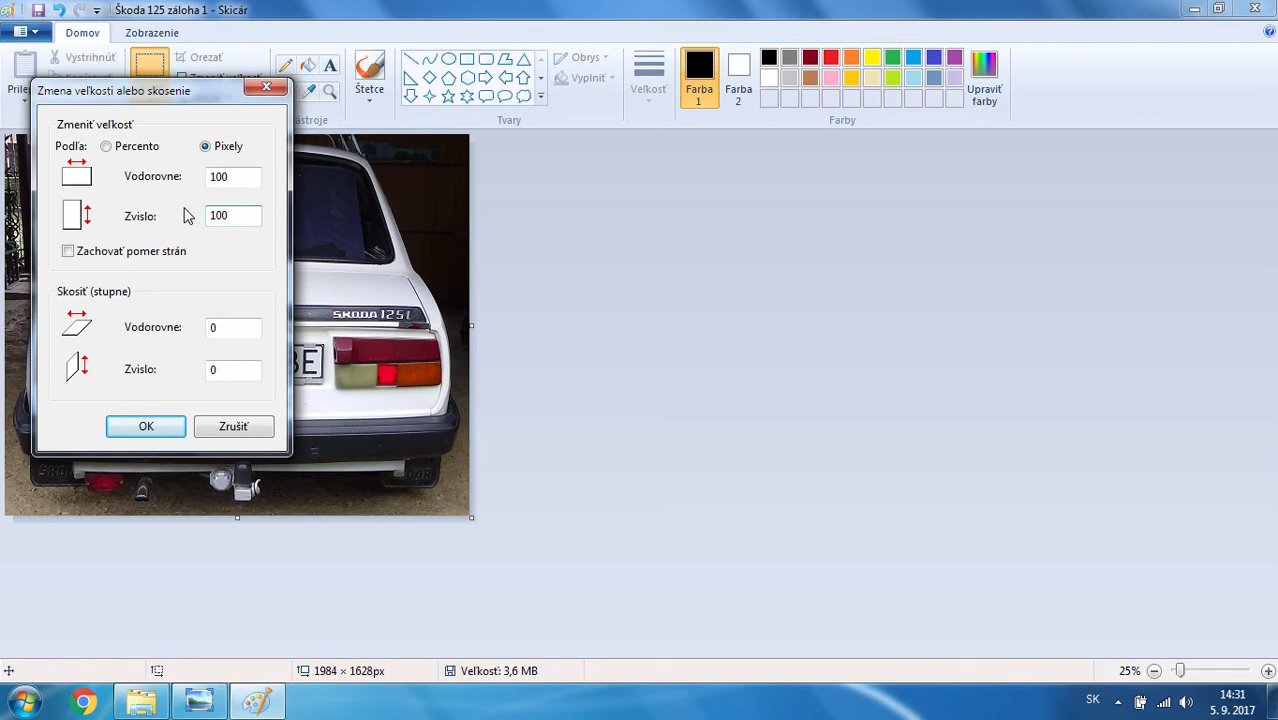 Škoda 125 záloha 1 - Skicár
Domov
Zobrazenie
Vystrihnúť
Orezať
Štetce
Obrys
Vyplniť
Tvary
Veľkosť
Farba 1
Farba 2
Upraviť farby
Farby
Zmena veľkosti alebo skosenie
Zmeniť veľkosť
Podľa:
Percento
Pixely
Vodorovne:
100
Zvislo:
100
Zachovať pomer strán
Skosiť (stupne)
Vodorovne:
0
Zvislo:
0
OK
Zrušiť
ŠKODA 125L
BE
1984 × 1628px
Veľkosť: 3,6 MB
25%
SK
14:31
5. 9. 2017